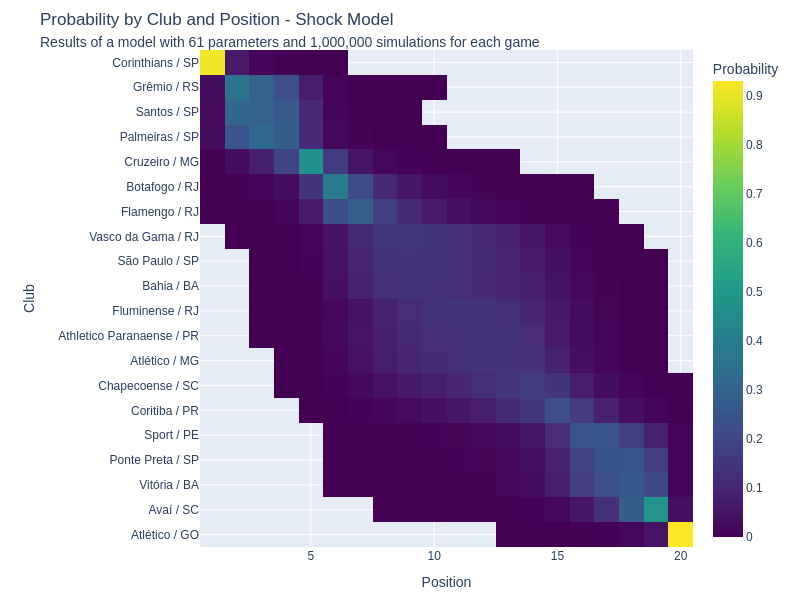 Probability by Club and Position - Shock Model
Results of a model with 61 parameters and 1,000,000 simulations for each game
Probability
Corinthians / SP
Grêmio / RS
Santos / SP
Palmeiras / SP
Cruzeiro / MG
Botafogo / RJ
Flamengo / RJ
Vasco da Gama / RJ
São Paulo / SP
Bahia / BA
Fluminense / RJ
Athletico Paranaense / PR
Atlético / MG
Chapecoense / SC
Coritiba / PR
Sport / PE
Ponte Preta / SP
Vitória / BA
Avaí / SC
Atlético / GO
Club
5
10
15
20
Position
0.9
0.8
0.7
0.6
0.5
0.4
0.3
0.2
0.1
0